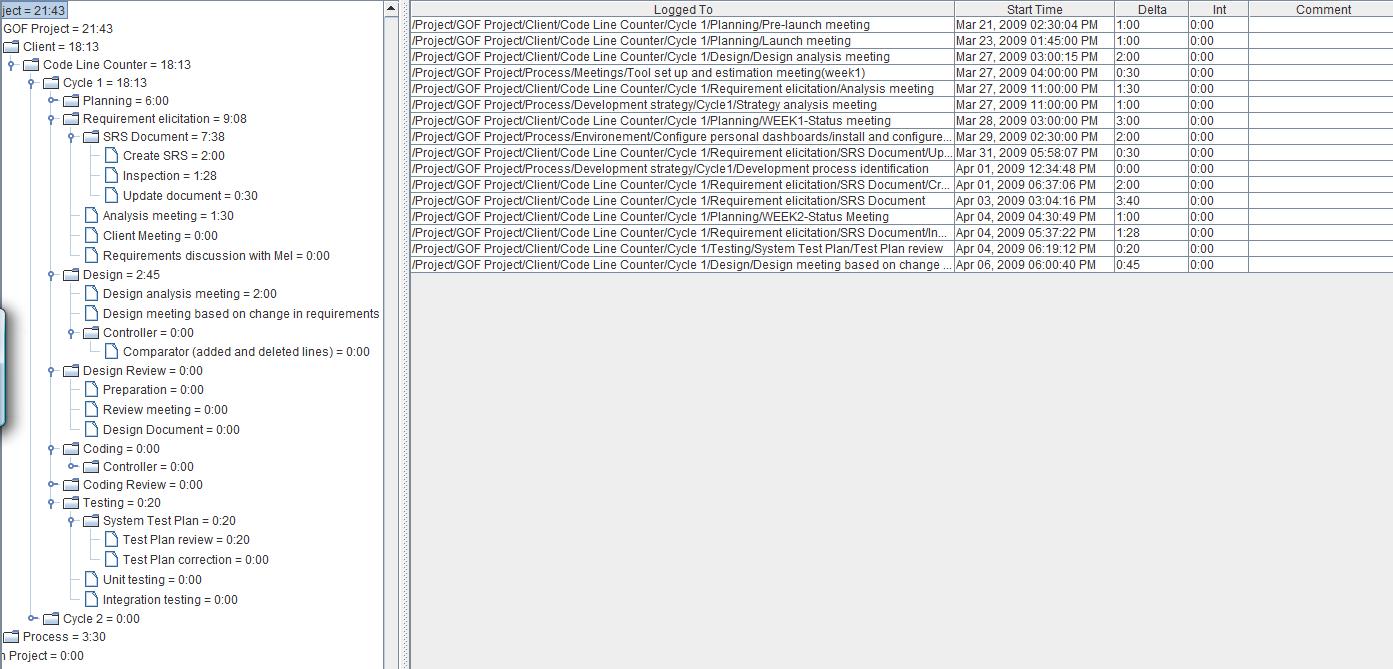 ject = 21:43
GOF Project = 21:43
Client = 18:13
Code Line Counter = 18:13
Cycle 1 = 18:13
Planning = 6:00
Requirement elicitation = 9:08
SRS Document = 7:38
Create SRS = 2:00
Inspection = 1:28
Update document = 0:30
Analysis meeting = 1:30
Client Meeting = 0:00
Requirements discussion with Mel = 0:00
Design = 2:45
Design analysis meeting = 2:00
Design meeting based on change in requirements
Controller = 0:00
Comparator (added and deleted lines) = 0:00
Design Review = 0:00
Preparation = 0:00
Review meeting = 0:00
Design Document = 0:00
Coding = 0:00
Controller = 0:00
Coding Review = 0:00
Testing = 0:20
System Test Plan = 0:20
Test Plan review = 0:20
Test Plan correction = 0:00
Unit testing = 0:00
Integration testing = 0:00
Cycle 2 = 0:00
Process = 3:30
n Project = 0:00
Logged To Start Time Delta Int Comment
/Project/GOF Project/Client/Code Line Counter/Cycle 1/Planning/Pre-launch meeting Mar 21, 2009 02:30:04 PM 1:00 0:00
/Project/GOF Project/Client/Code Line Counter/Cycle 1/Planning/Launch meeting Mar 23, 2009 01:45:00 PM 1:00 0:00
/Project/GOF Project/Client/Code Line Counter/Cycle 1/Design/Design analysis meeting Mar 27, 2009 03:00:15 PM 2:00 0:00
/Project/GOF Project/Process/Meetings/Tool set up and estimation meeting(week1) Mar 27, 2009 04:00:00 PM 0:30 0:00
/Project/GOF Project/Client/Code Line Counter/Cycle 1/Requirement elicitation/Analysis meeting Mar 27, 2009 11:00:00 PM 1:30 0:00
/Project/GOF Project/Process/Development strategy/Cycle1/Strategy analysis meeting Mar 27, 2009 11:00:00 PM 1:00 0:00
/Project/GOF Project/Client/Code Line Counter/Cycle 1/Planning/WEEK1-Status meeting Mar 28, 2009 03:00:00 PM 3:00 0:00
/Project/GOF Project/Process/Environement/Configure personal dashboards/install and configure... Mar 29, 2009 02:30:00 PM 2:00 0:00
/Project/GOF Project/Client/Code Line Counter/Cycle 1/Requirement elicitation/SRS Document/Up... Mar 31, 2009 05:58:07 PM 0:30 0:00
/Project/GOF Project/Process/Development strategy/Cycle1/Development process identification Apr 01, 2009 12:34:48 PM 0:00 0:00
/Project/GOF Project/Client/Code Line Counter/Cycle 1/Requirement elicitation/SRS Document/Cr... Apr 01, 2009 06:37:06 PM 2:00 0:00
/Project/GOF Project/Client/Code Line Counter/Cycle 1/Requirement elicitation/SRS Document Apr 03, 2009 03:04:16 PM 3:40 0:00
/Project/GOF Project/Client/Code Line Counter/Cycle 1/Planning/WEEK2-Status Meeting Apr 04, 2009 04:30:49 PM 1:00 0:00
/Project/GOF Project/Client/Code Line Counter/Cycle 1/Requirement elicitation/SRS Document/In... Apr 04, 2009 05:37:22 PM 1:28 0:00
/Project/GOF Project/Client/Code Line Counter/Cycle 1/Testing/System Test Plan/Test Plan review Apr 04, 2009 06:19:12 PM 0:20 0:00
/Project/GOF Project/Client/Code Line Counter/Cycle 1/Design/Design meeting based on change ... Apr 06, 2009 06:00:40 PM 0:45 0:00